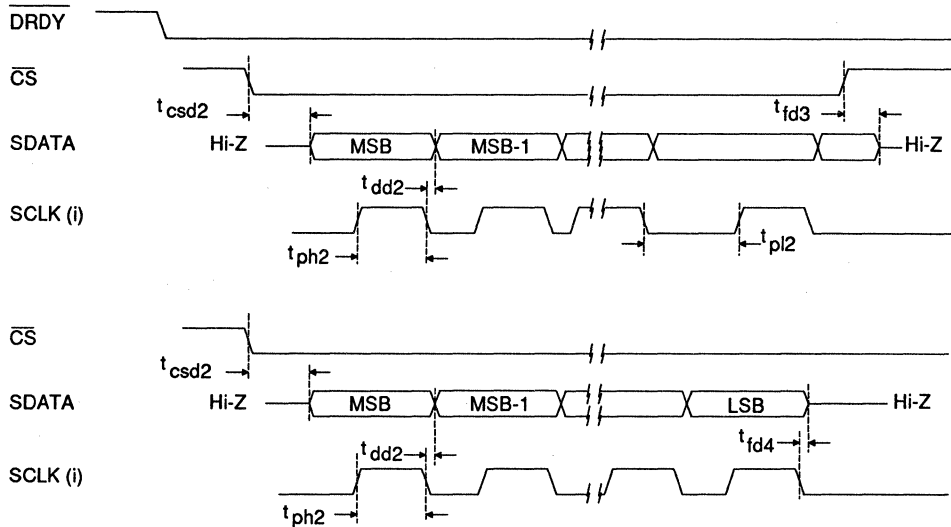 DRDY
CS
t csd2
t fd3
SDATA Hi-Z MSB MSB-1 Hi-Z
t dd2
SCLK (i)
t ph2 t pl2
CS
t csd2
SDATA Hi-Z MSB MSB-1 LSB Hi-Z
t dd2 t fd4
SCLK (i)
t ph2